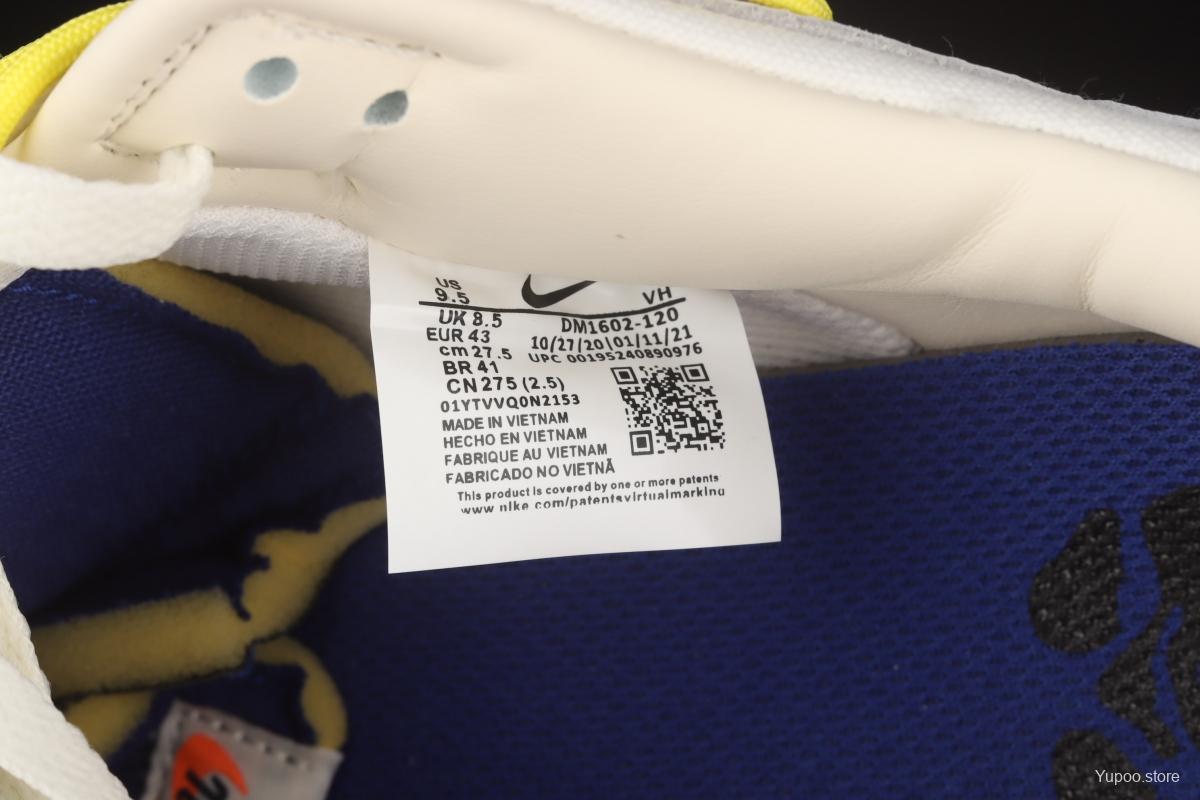 US
9.5
VH
UK 8.5
DM1602-120
EUR 43
10/27/20|01/11/21
cm 27.5
UPC 00195240890976
BR 41
CN 275 (2.5)
01YTVVQ0N2153
MADE IN VIETNAM
HECHO EN VIETNAM
FABRIQUE AU VIETNAM
FABRICADO NO VIETNÃ
This product is covered by one or more patents
www.nike.com/patentsvirtualmarking
Yupoo.store